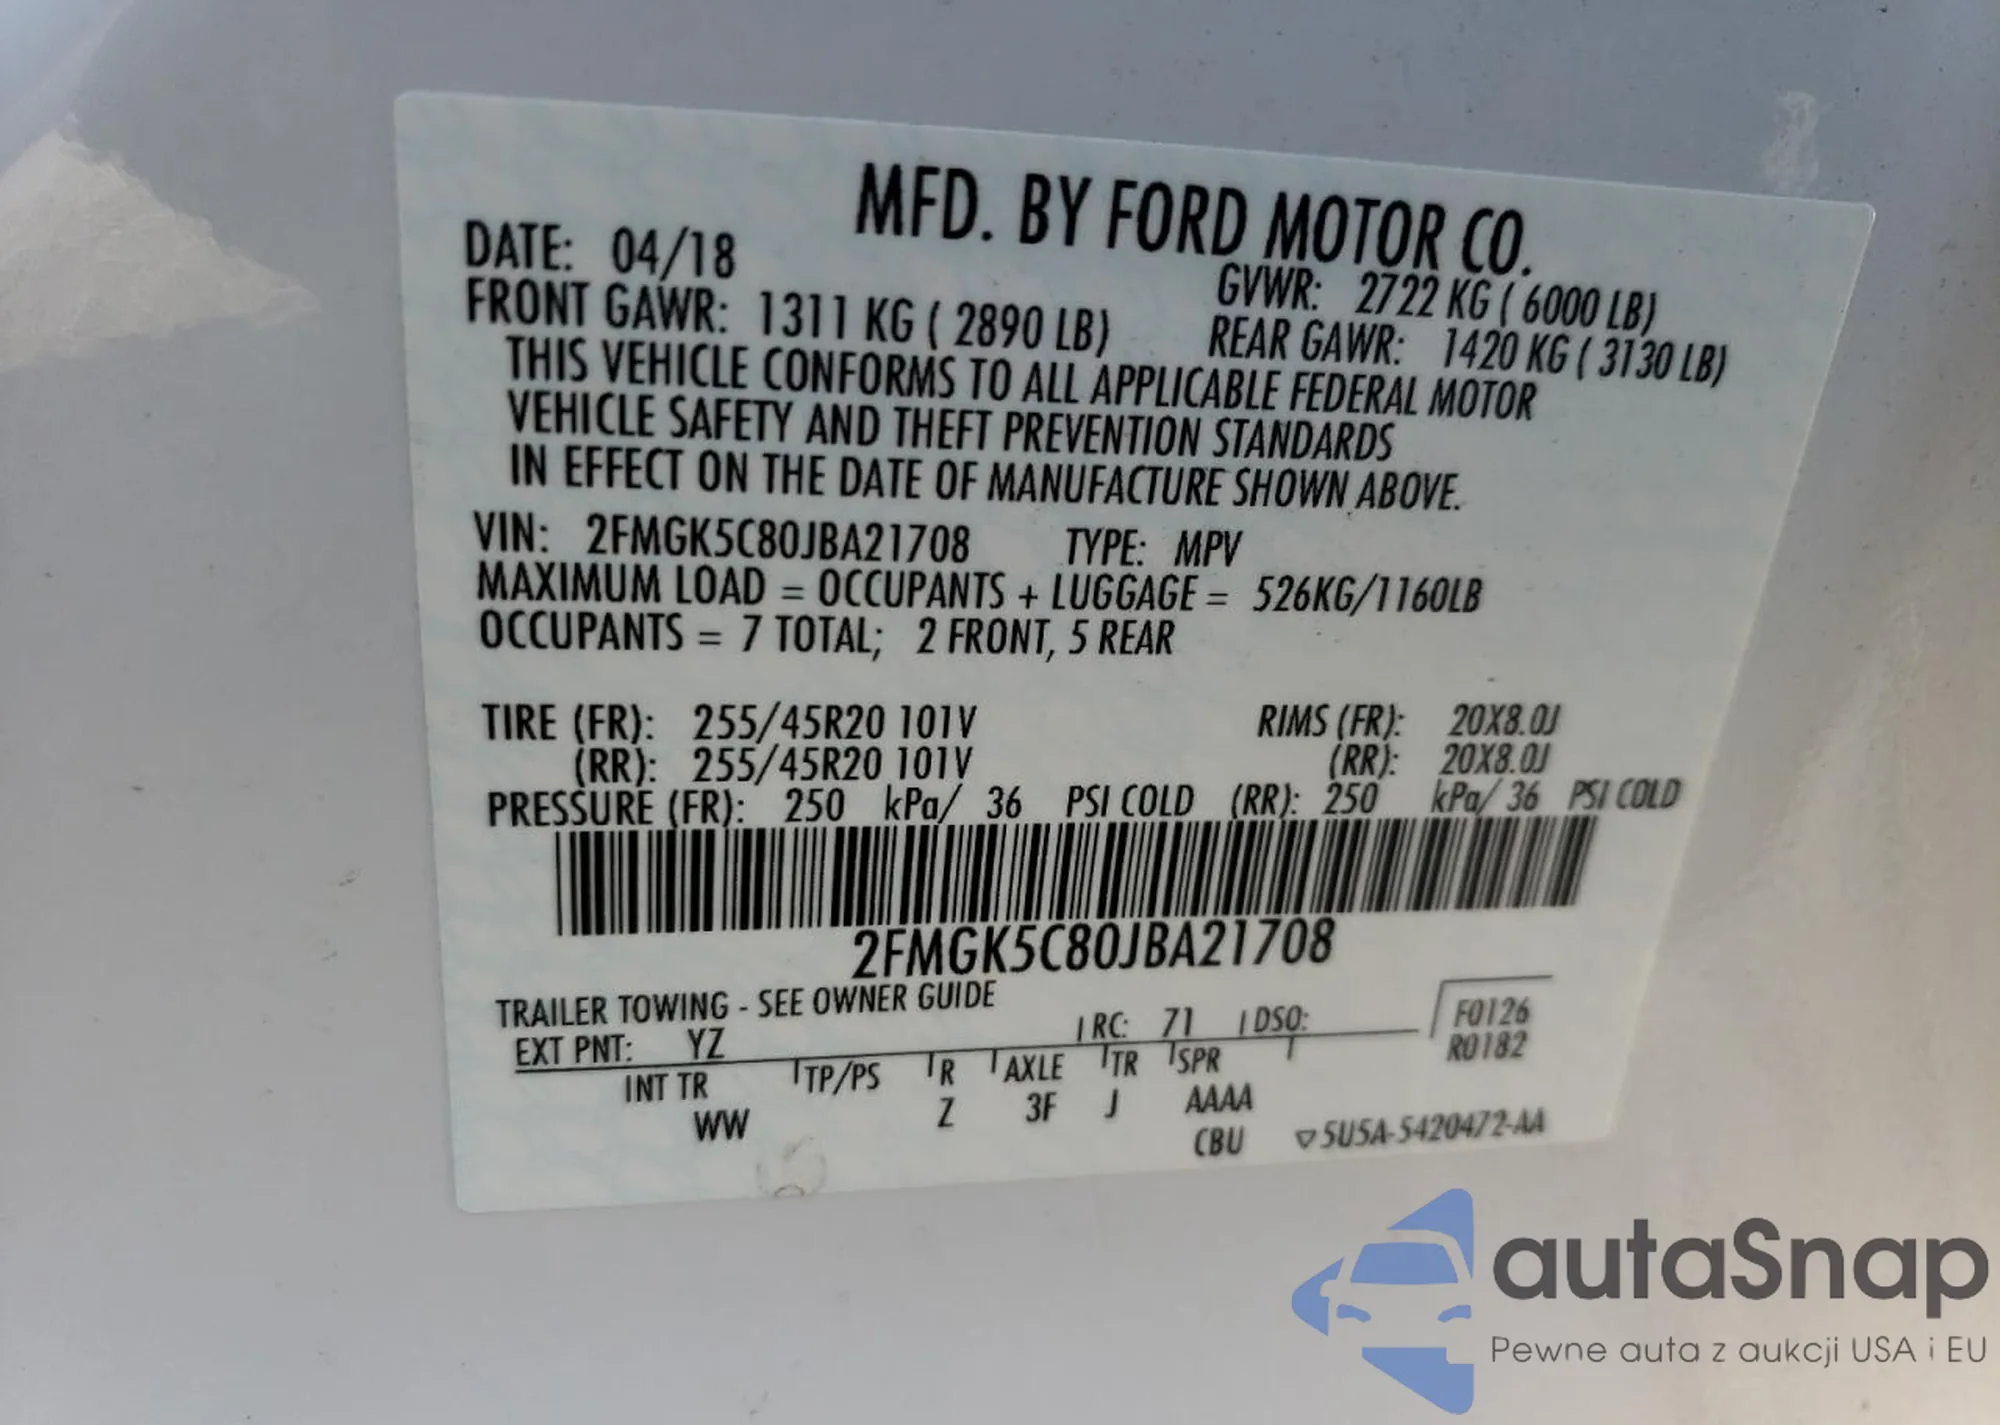 MFD. BY FORD MOTOR CO.
DATE: 04/18
GVWR: 2722 KG ( 6000 LB)
FRONT GAWR: 1311 KG ( 2890 LB)
REAR GAWR: 1420 KG ( 3130 LB)
THIS VEHICLE CONFORMS TO ALL APPLICABLE FEDERAL MOTOR
VEHICLE SAFETY AND THEFT PREVENTION STANDARDS
IN EFFECT ON THE DATE OF MANUFACTURE SHOWN ABOVE.
VIN: 2FMGK5C80JBA21708 TYPE: MPV
MAXIMUM LOAD = OCCUPANTS + LUGGAGE = 526KG/1160LB
OCCUPANTS = 7 TOTAL; 2 FRONT, 5 REAR
TIRE (FR): 255/45R20 101V RIMS (FR): 20X8.0J
(RR): 255/45R20 101V (RR): 20X8.0J
PRESSURE (FR): 250 kPa/ 36 PSI COLD (RR): 250 kPa/ 36 PSI COLD
2FMGK5C80JBA21708
TRAILER TOWING - SEE OWNER GUIDE
EXT PNT: YZ RC: 71 DSO: F0126
R0182
INT TR TP/PS R AXLE TR SPR
WW Z 3F J AAAA
CBU ▽5U5A-5420472-AA
autaSnap
Pewne auta z aukcji USA i EU